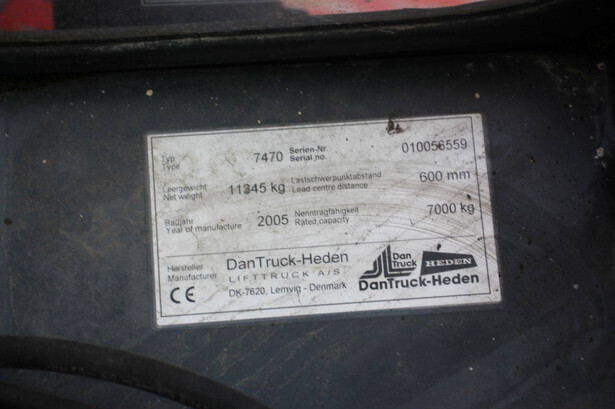 Typ 7470 Serien-Nr. 010056559
Type Serial no.
Leergewicht 11345 kg Lastschwerpunktabstand 600 mm
Net weight Load centre distance
Baujahr 2005 Nenntragfähigkeit 7000 kg
Year of manufacture Rated capacity
Hersteller DanTruck-Heden Dan Truck HEDEN
Manufacturer LIFTTRUCK A/S DanTruck-Heden
CE DK-7620, Lemvig - Denmark